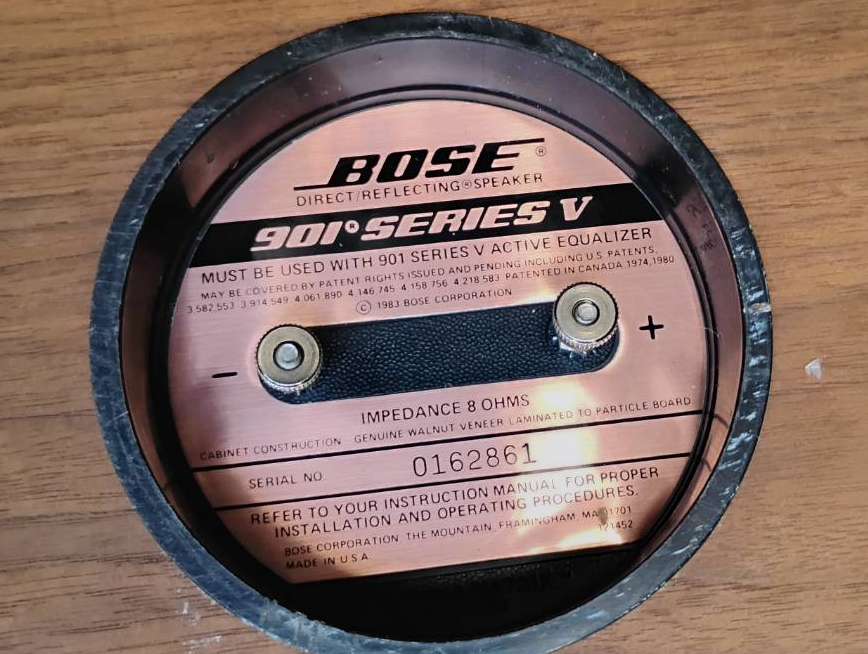 BOSE®
DIRECT/REFLECTING® SPEAKER
901® SERIES V
MUST BE USED WITH 901 SERIES V ACTIVE EQUALIZER
MAY BE COVERED BY PATENT RIGHTS ISSUED AND PENDING INCLUDING U.S. PATENTS,
3 582 553 3 914 549 4 061 890 4 146 745 4 158 756 4 218 583 PATENTED IN CANADA 1974,1980
© 1983 BOSE CORPORATION
- +
IMPEDANCE 8 OHMS
CABINET CONSTRUCTION GENUINE WALNUT VENEER LAMINATED TO PARTICLE BOARD
SERIAL NO. 0162861
REFER TO YOUR INSTRUCTION MANUAL FOR PROPER
INSTALLATION AND OPERATING PROCEDURES.
BOSE CORPORATION, THE MOUNTAIN, FRAMINGHAM, MA 01701
MADE IN U.S.A. 121452